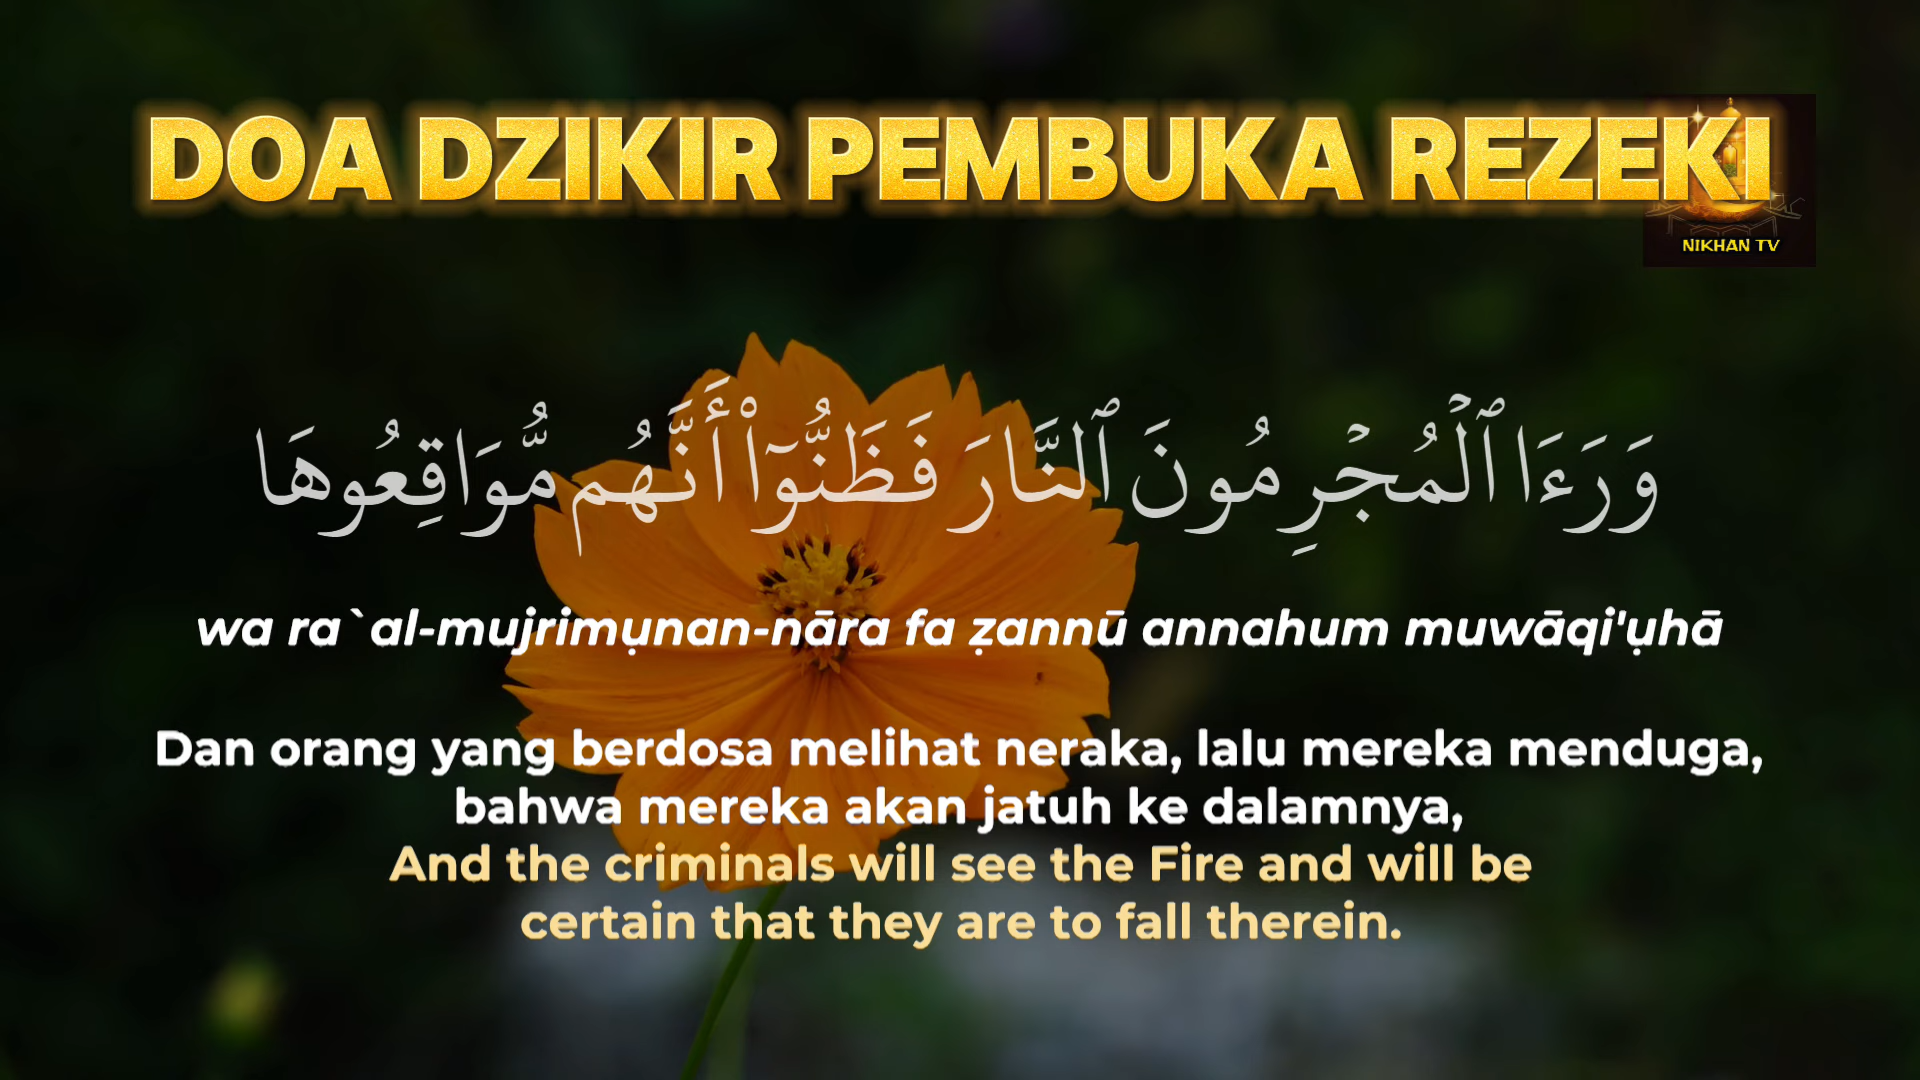 DOA DZIKIR PEMBUKA REZEKI
NIKHAN TV
وَرَءَا ٱلْمُجْرِمُونَ ٱلنَّارَ فَظَنُّوٓا۟ أَنَّهُم مُّوَاقِعُوهَا
wa ra`al-mujrimụnan-nāra fa ẓannū annahum muwāqi'ụhā
Dan orang yang berdosa melihat neraka, lalu mereka menduga,
bahwa mereka akan jatuh ke dalamnya,
And the criminals will see the Fire and will be
certain that they are to fall therein.